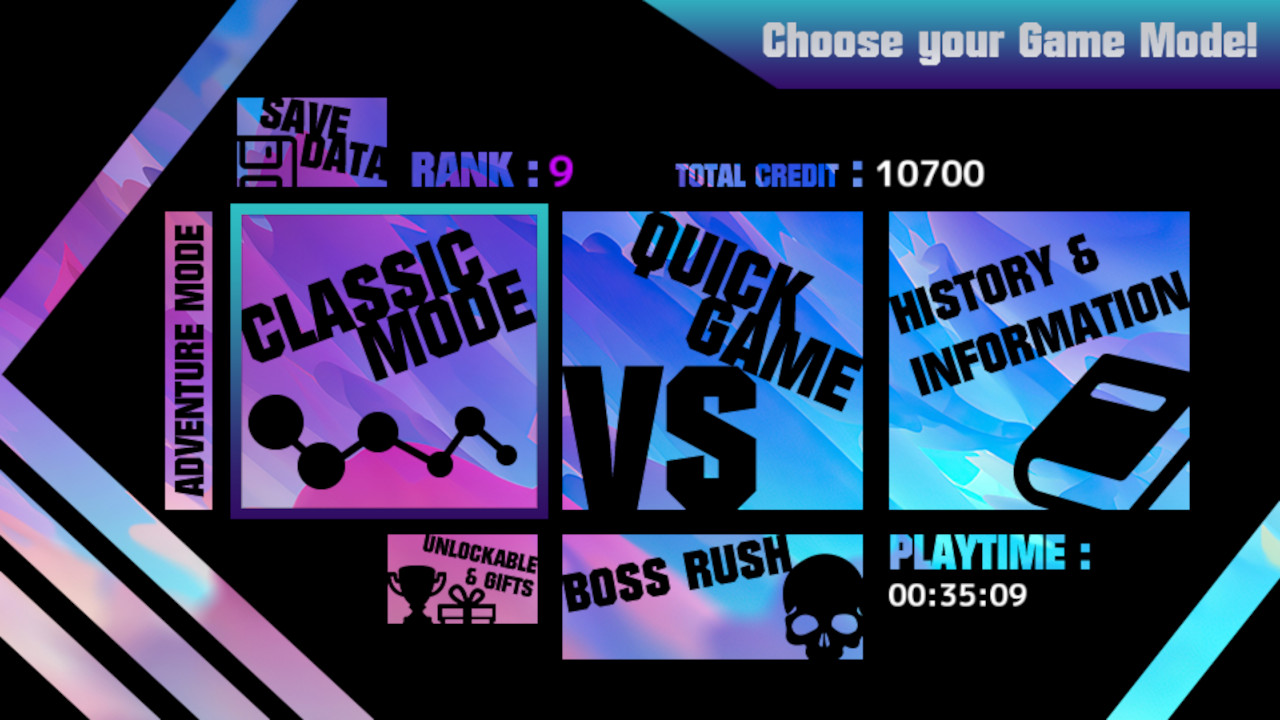 Choose your Game Mode!
SAVE
DATA
RANK : 9
TOTAL CREDIT : 10700
ADVENTURE MODE
CLASSIC
MODE
QUICK
GAME
VS
HISTORY &
INFORMATION
UNLOCKABLE
& GIFTS
BOSS RUSH
PLAYTIME :
00:35:09